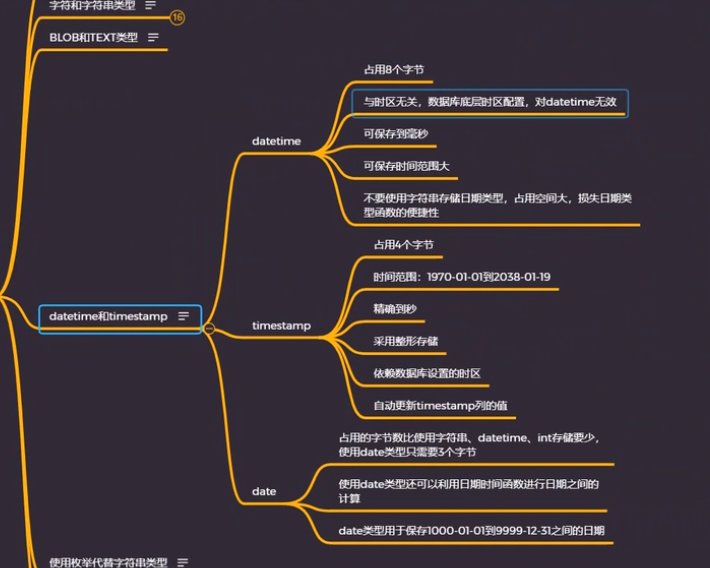 字符和字符串类型
16
BLOB和TEXT类型
datetime和timestamp
datetime
占用8个字节
与时区无关，数据库底层时区配置，对datetime无效
可保存到毫秒
可保存时间范围大
不要使用字符串存储日期类型，占用空间大，损失日期类
型函数的便捷性
timestamp
占用4个字节
时间范围：1970-01-01到2038-01-19
精确到秒
采用整形存储
依赖数据库设置的时区
自动更新timestamp列的值
date
占用的字节数比使用字符串、datetime、int存储要少，
使用date类型只需要3个字节
使用date类型还可以利用日期时间函数进行日期之间的
计算
date类型用于保存1000-01-01到9999-12-31之间的日期
使用枚举代替字符串类型